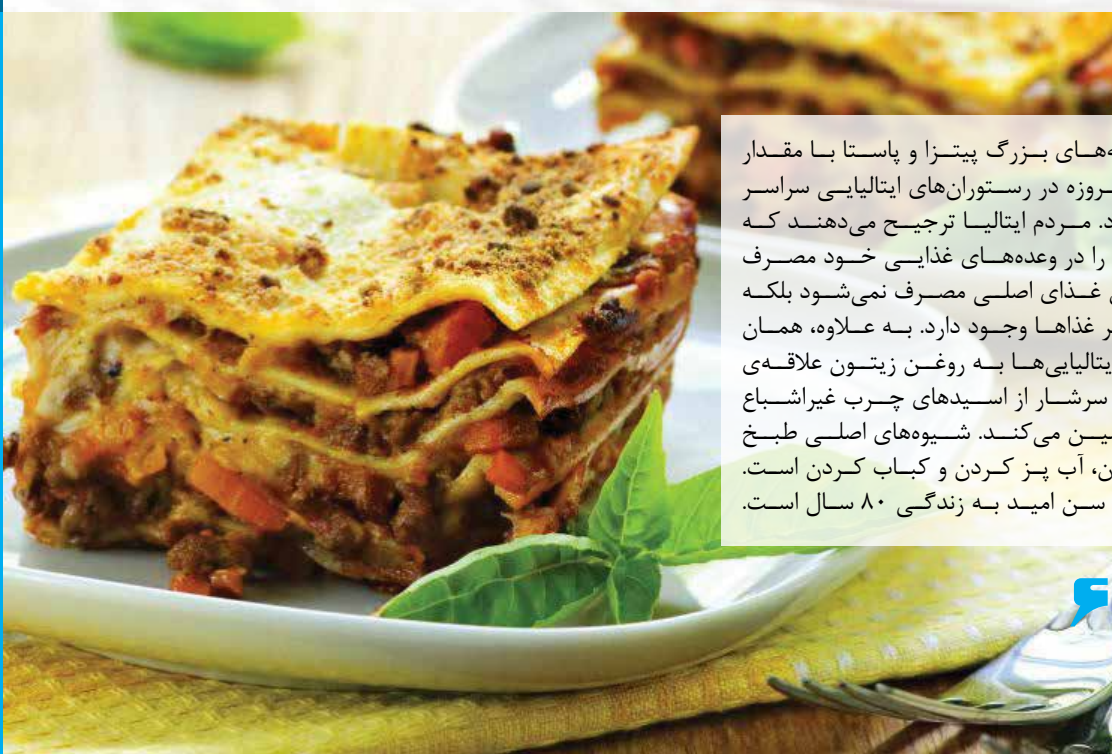 های بزرگ پیتزا و پاستا با مقدار
روزه در رستوران‌های ایتالیایی سراسر
مردم ایتالیا ترجیح می‌دهند که
را در وعده‌های غذایی خود مصرف
غذای اصلی مصرف نمی‌شود بلکه
غذاها وجود دارد. به علاوه، همان
ایتالیایی‌ها به روغن زیتون علاقه‌ی
سرشار از اسیدهای چرب غیراشباع
می‌کند. شیوه‌های اصلی طبخ
آب پز کردن و کباب کردن است.
سن امید به زندگی ۸۰ سال است.